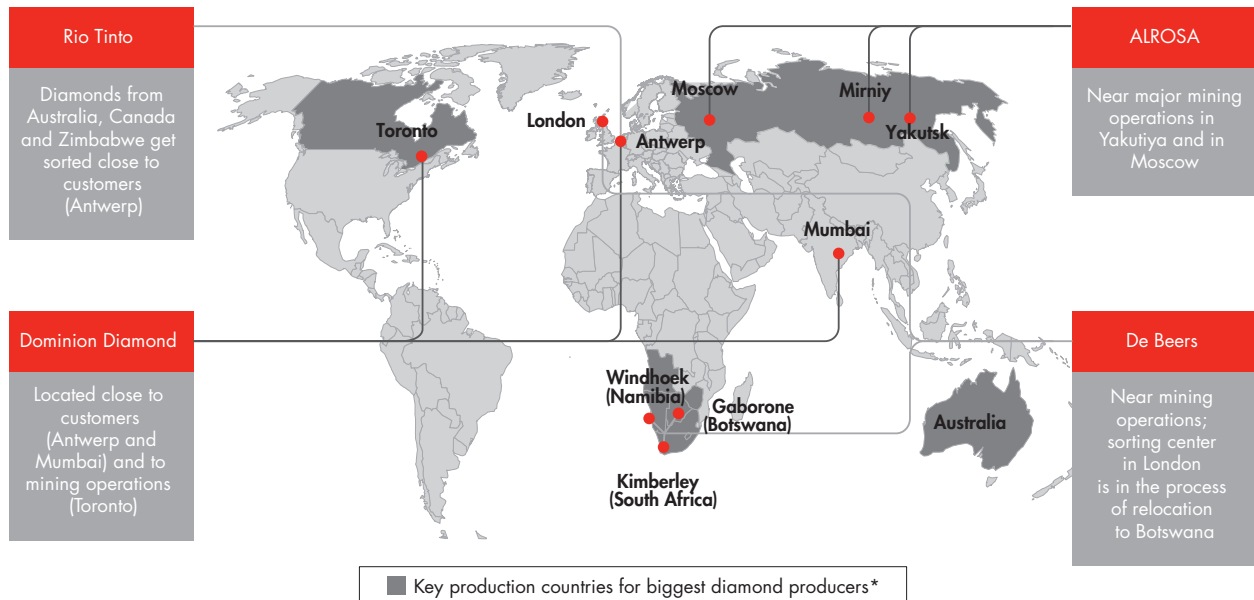 Rio Tinto
Diamonds from
Australia, Canada
and Zimbabwe get
sorted close to
customers
(Antwerp)
ALROSA
Near major mining
operations in
Yakutiya and in
Moscow
Moscow
Mirniy
Toronto
London
Antwerp
Yakutsk
Mumbai
Dominion Diamond
Located close to
customers
(Antwerp and
Mumbai) and to
mining operations
(Toronto)
Windhoek
(Namibia)
Gaborone
(Botswana)
Kimberley
(South Africa)
Australia
De Beers
Near mining
operations;
sorting center
in London
is in the process
of relocation
to Botswana
Key production countries for biggest diamond producers*